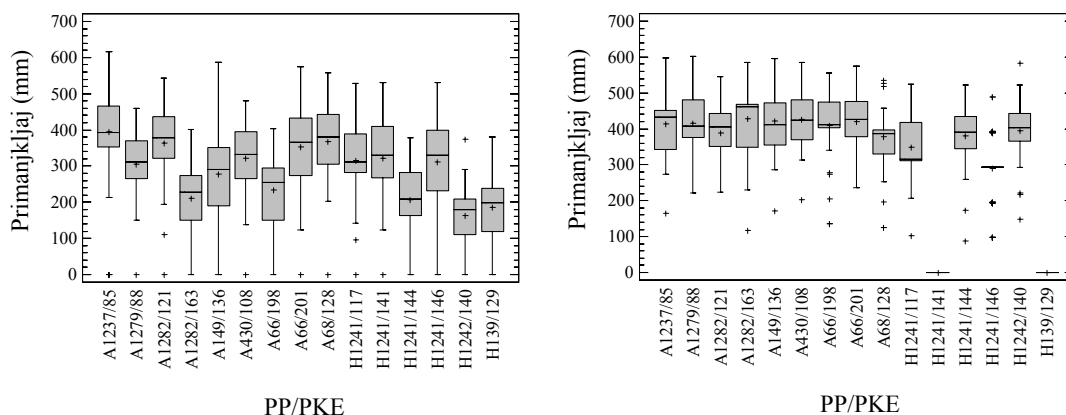 Primanjkljaj (mm)
700
600
500
400
300
200
100
0
A1237/85
A1279/88
A1282/121
A1282/163
A149/136
A430/108
A66/198
A66/201
A68/128
H1241/117
H1241/141
H1241/144
H1241/146
H1242/140
H139/129
PP/PKE
Primanjkljaj (mm)
700
600
500
400
300
200
100
0
A1237/85
A1279/88
A1282/121
A1282/163
A149/136
A430/108
A66/198
A66/201
A68/128
H1241/117
H1241/141
H1241/144
H1241/146
H1242/140
H139/129
PP/PKE